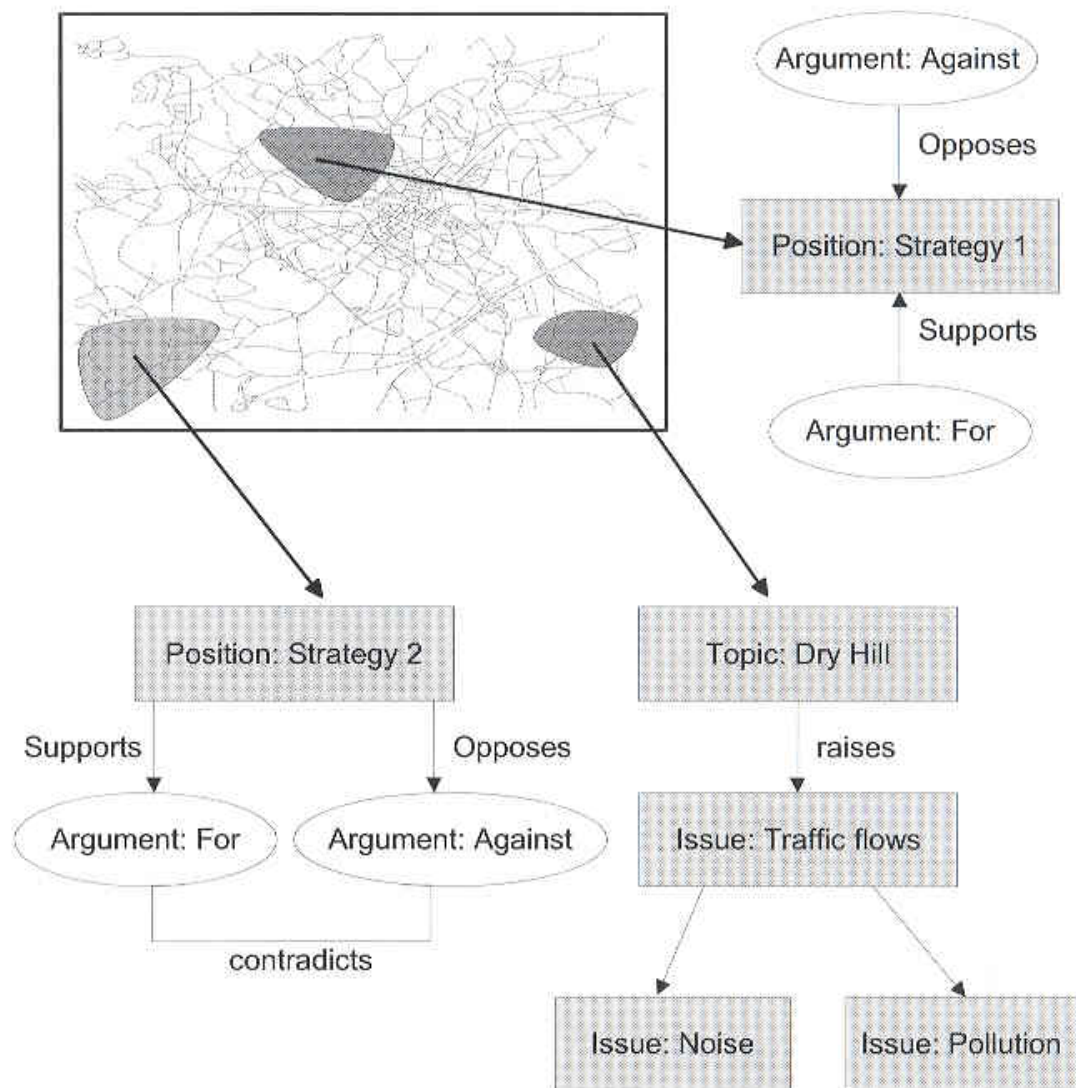 Argument: Against
Opposes
Position: Strategy 1
Supports
Argument: For
Position: Strategy 2
Topic: Dry Hill
Supports
Opposes
raises
Argument: For
Argument: Against
Issue: Traffic flows
contradicts
Issue: Noise
Issue: Pollution